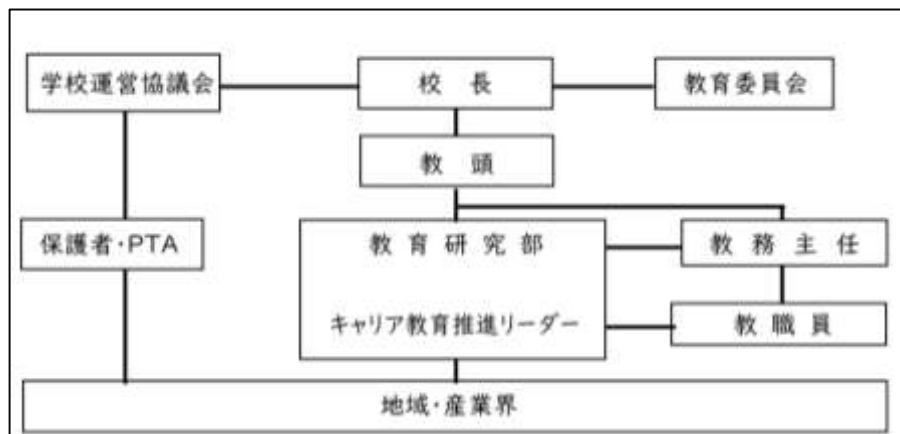 学校運営協議会
校長
教育委員会
教頭
保護者・PTA
教育研究部
教務主任
キャリア教育推進リーダー
教職員
地域・産業界